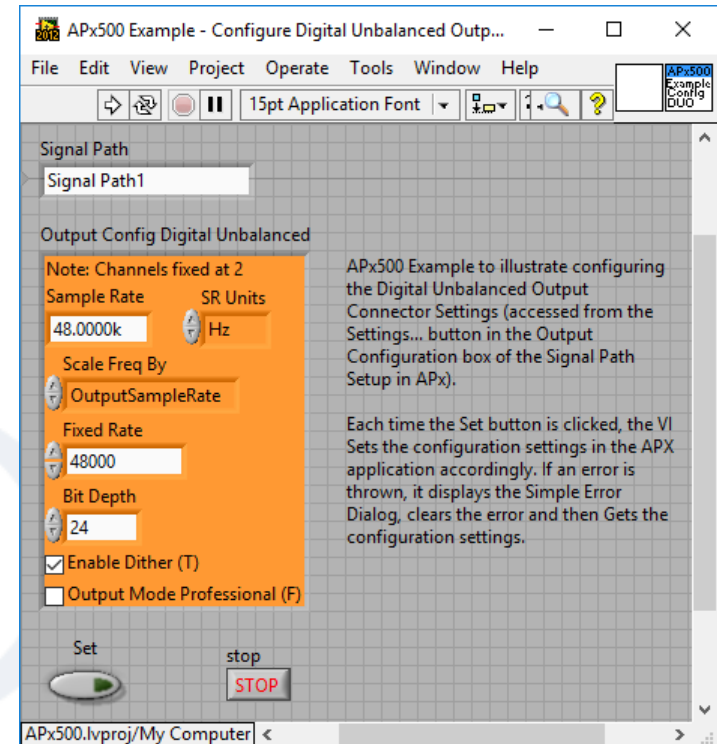 2012
APx500 Example - Configure Digital Unbalanced Outp...
File Edit View Project Operate Tools Window Help
15pt Application Font
APx500
Example
Config
DUO
Signal Path
Signal Path1
Output Config Digital Unbalanced
Note: Channels fixed at 2
Sample Rate SR Units
48.0000k Hz
Scale Freq By
OutputSampleRate
Fixed Rate
48000
Bit Depth
24
Enable Dither (T)
Output Mode Professional (F)
APx500 Example to illustrate configuring
the Digital Unbalanced Output
Connector Settings (accessed from the
Settings... button in the Output
Configuration box of the Signal Path
Setup in APx).
Each time the Set button is clicked, the VI
Sets the configuration settings in the APX
application accordingly. If an error is
thrown, it displays the Simple Error
Dialog, clears the error and then Gets the
configuration settings.
Set
stop
STOP
APx500.lvproj/My Computer